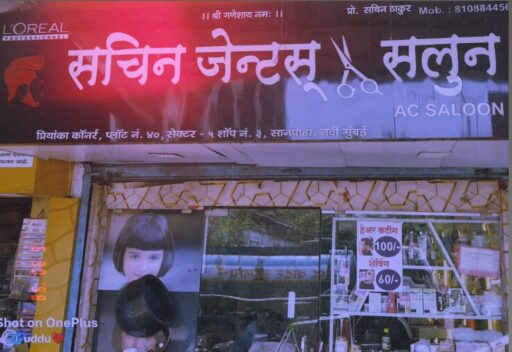 ।। श्री गणेशाय नमः ।।
प्रो. सचिन ठाकुर Mob. : 810884456
L'ORÉAL
PROFESSIONNEL
सचिन जेन्टस् सलुन
AC SALOON
प्रियांका कॉर्नर, प्लॉट नं. ४०, सेक्टर - ५ शॉप नं. ३, सानपाडा, नवी मुंबई
हेअर कटींग
100/-
शेविंग
60/-
Shot on OnePlus